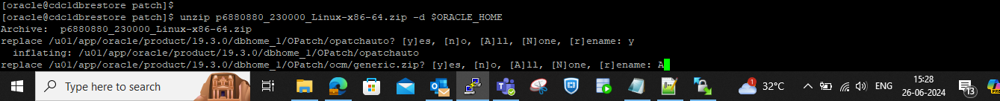 [oracle@cdcldbrestore patch]$
[oracle@cdcldbrestore patch]$ unzip p6880880_230000_Linux-x86-64.zip -d $ORACLE_HOME
Archive:  p6880880_230000_Linux-x86-64.zip
replace /u01/app/oracle/product/19.3.0/dbhome_1/OPatch/opatchauto? [y]es, [n]o, [A]ll, [N]one, [r]ename: y
  inflating: /u01/app/oracle/product/19.3.0/dbhome_1/OPatch/opatchauto
replace /u01/app/oracle/product/19.3.0/dbhome_1/OPatch/ocm/generic.zip? [y]es, [n]o, [A]ll, [N]one, [r]ename: A
Type here to search
1
32°C
ENG
15:28
26-06-2024
13
PRE